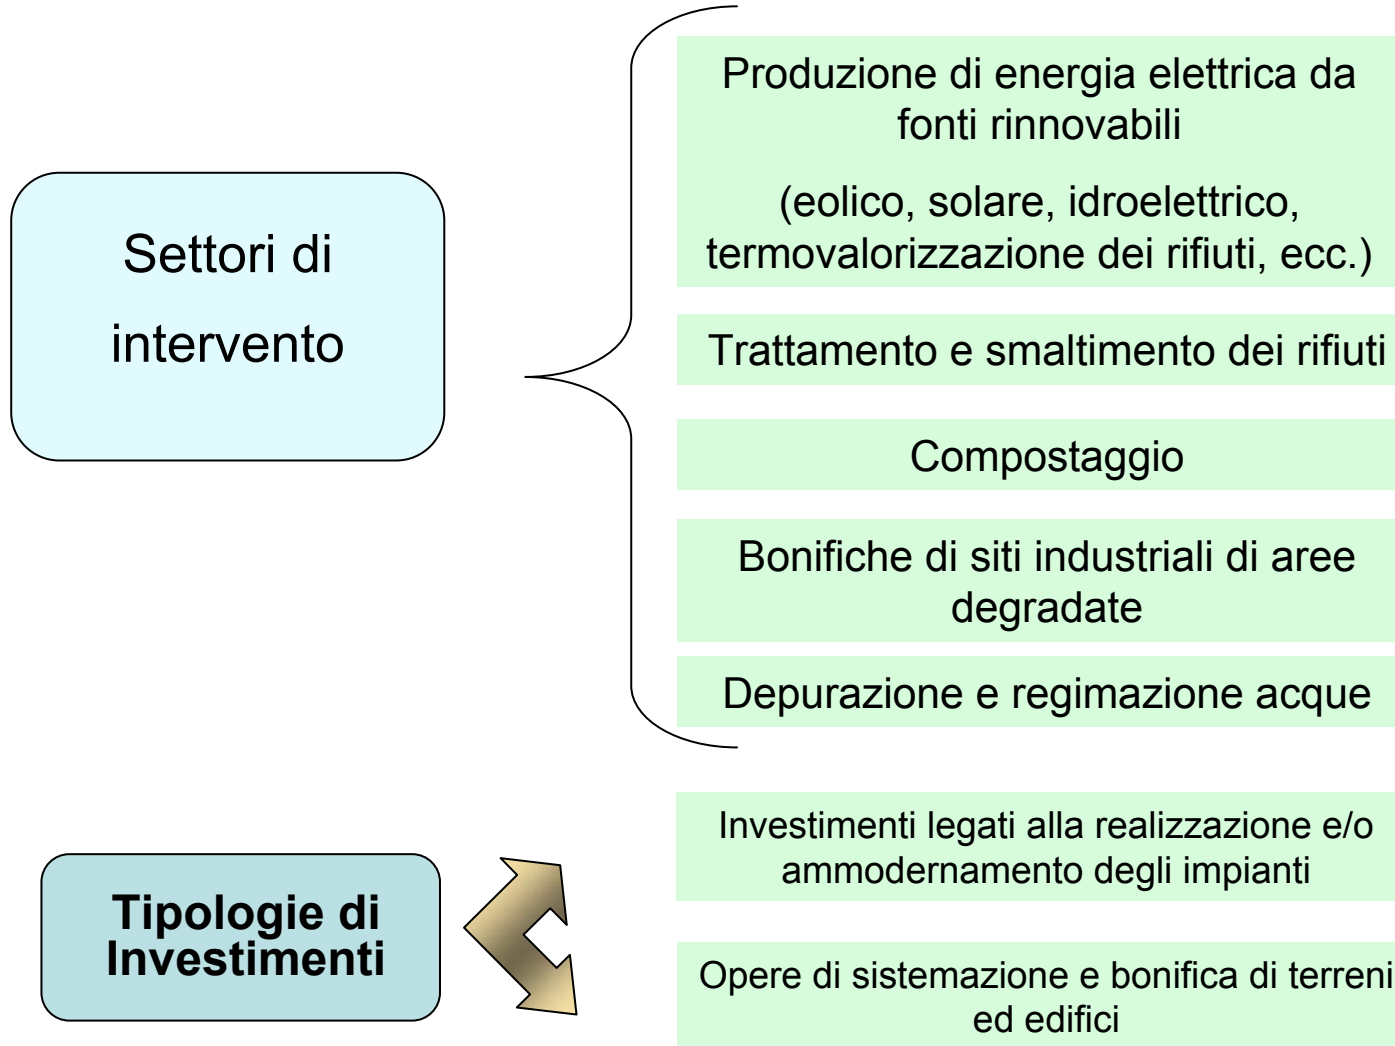 Settori di
intervento
Produzione di energia elettrica da
fonti rinnovabili
(eolico, solare, idroelettrico,
termovalorizzazione dei rifiuti, ecc.)
Trattamento e smaltimento dei rifiuti
Compostaggio
Bonifiche di siti industriali di aree
degradate
Depurazione e regimazione acque
Tipologie di
Investimenti
Investimenti legati alla realizzazione e/o
ammodernamento degli impianti
Opere di sistemazione e bonifica di terreni
ed edifici